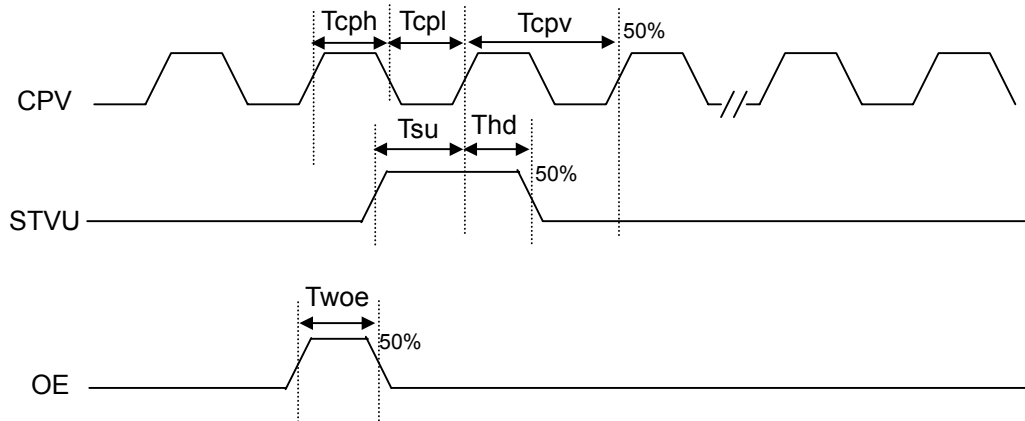 Tcph Tcpl Tcpv 50%
CPV
Tsu Thd
50%
STVU
Twoe
50%
OE